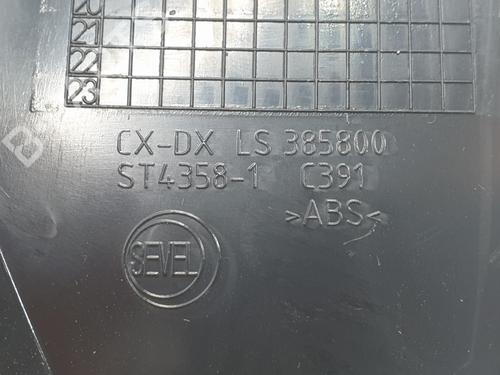 20
21
22
23
CX-DX LS 385800
ST4358-1 C391
>ABS<
SEVEL
B